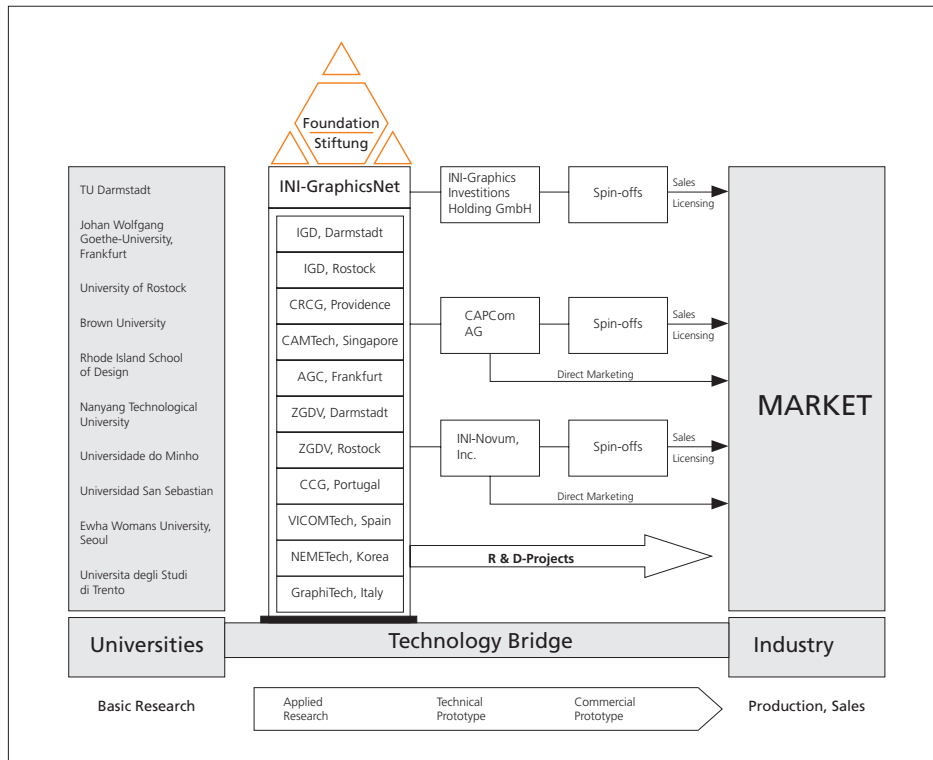 Foundation
Stiftung
TU Darmstadt
Johan Wolfgang
Goethe-University,
Frankfurt
University of Rostock
Brown University
Rhode Island School
of Design
Nanyang Technological
University
Universidade do Minho
Universidad San Sebastian
Ewha Womans University,
Seoul
Universita degli Studi
di Trento
INI-GraphicsNet
IGD, Darmstadt
IGD, Rostock
CRCG, Providence
CAMTech, Singapore
AGC, Frankfurt
ZGDV, Darmstadt
ZGDV, Rostock
CCG, Portugal
VICOMTech, Spain
NEMETech, Korea
GraphiTech, Italy
INI-Graphics
Investitions
Holding GmbH
Spin-offs
Sales
Licensing
CAPCom
AG
Spin-offs
Sales
Licensing
Direct Marketing
INI-Novum,
Inc.
Spin-offs
Sales
Licensing
Direct Marketing
R & D-Projects
MARKET
Universities
Technology Bridge
Industry
Basic Research
Applied
Research
Technical
Prototype
Commercial
Prototype
Production, Sales